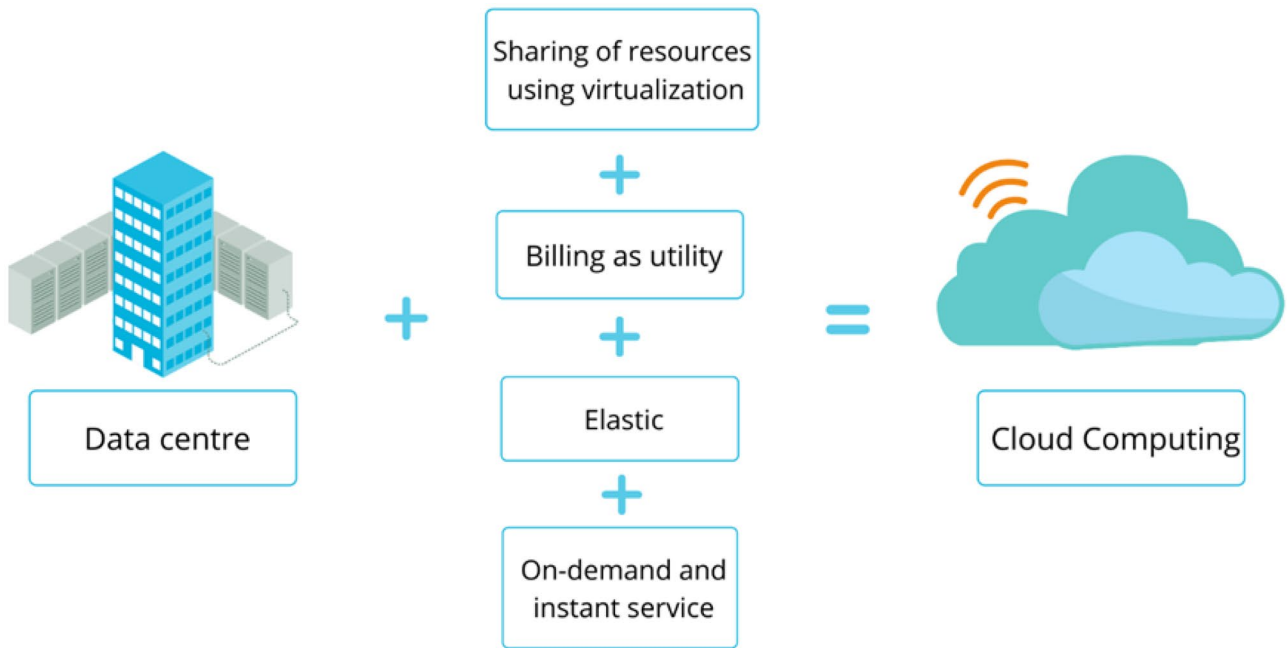 Sharing of resources
using virtualization
+
Billing as utility
+
Elastic
+
On-demand and
instant service
Data centre
+
=
Cloud Computing